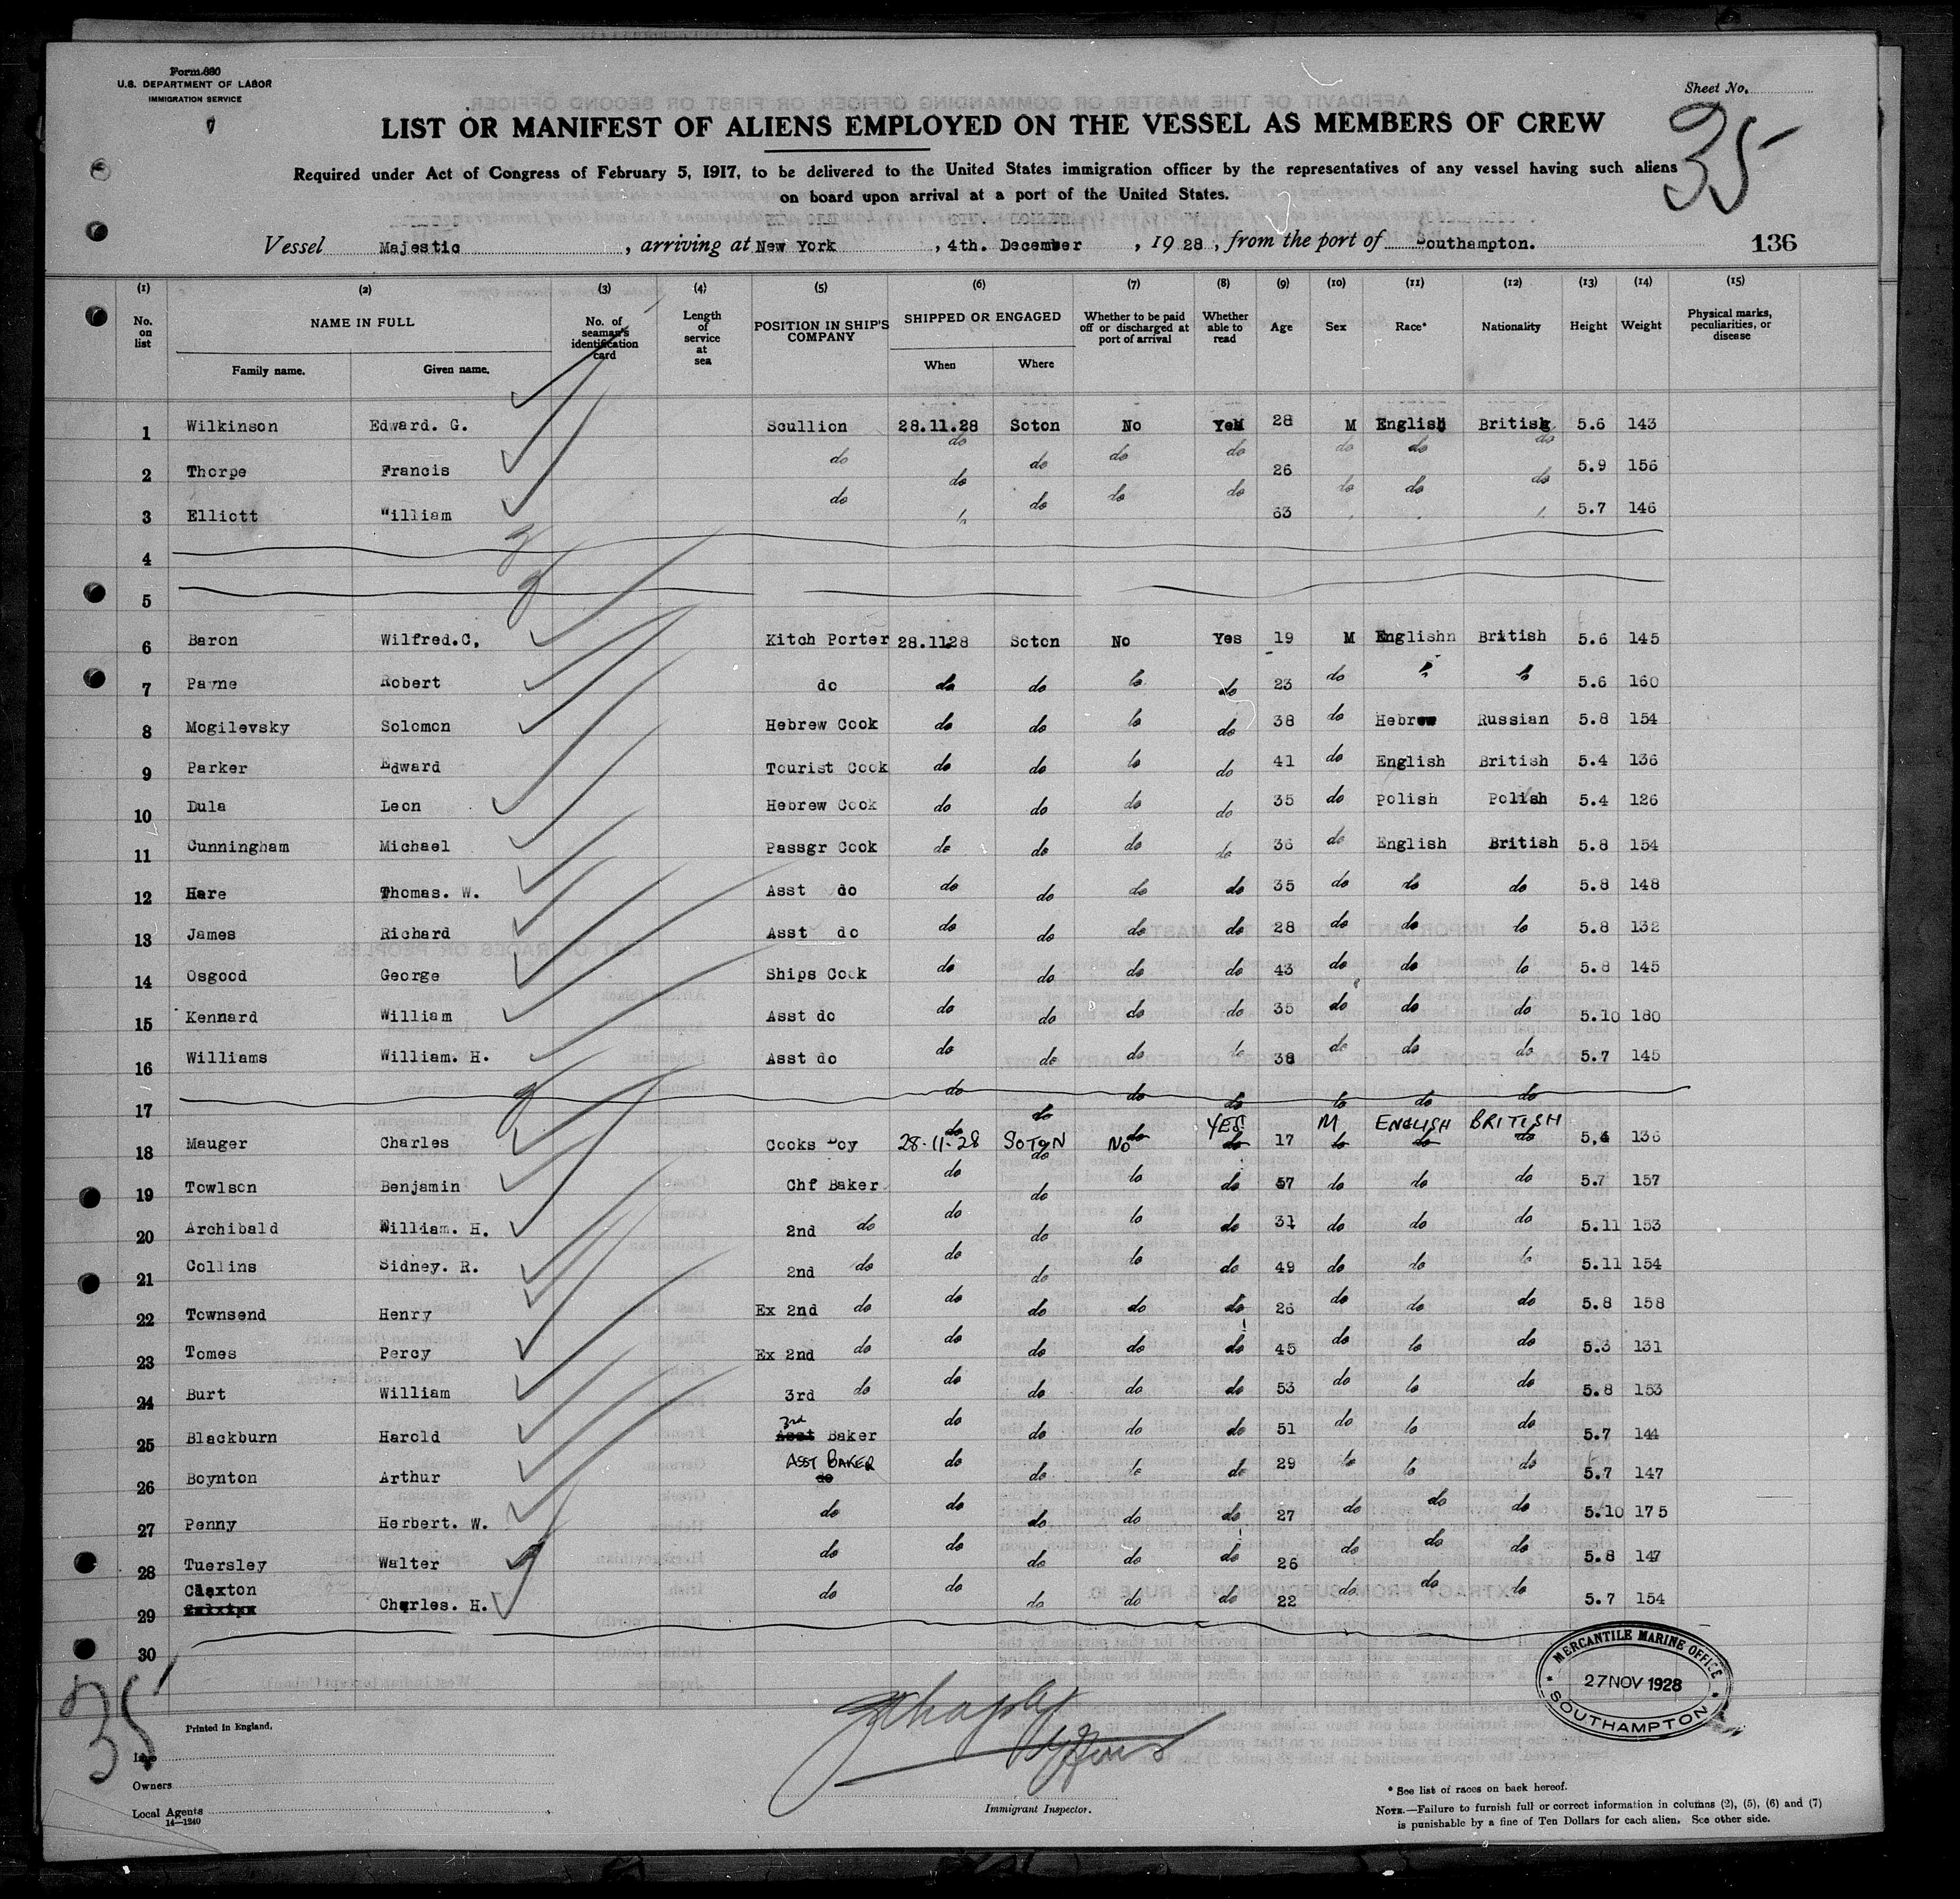 Form 680
U.S. DEPARTMENT OF LABOR
IMMIGRATION SERVICE
Sheet No.
35
LIST OR MANIFEST OF ALIENS EMPLOYED ON THE VESSEL AS MEMBERS OF CREW
Required under Act of Congress of February 5, 1917, to be delivered to the United States immigration officer by the representatives of any vessel having such aliens
on board upon arrival at a port of the United States.
Vessel Majestic, arriving at New York, 4th. December, 1928, from the port of Southampton. 136
(1) (2) (3) (4) (5) (6) (7) (8) (9) (10) (11) (12) (13) (14) (15)
No. on list NAME IN FULL Family name. Given name. No. of seaman's identification card Length of service at sea POSITION IN SHIP'S COMPANY SHIPPED OR ENGAGED When Where Whether to be paid off or discharged at port of arrival Whether able to read Age Sex Race* Nationality Height Weight Physical marks, peculiarities, or disease
1 Wilkinson Edward. G. Scullion 28.11.28 Soton No Yes 28 M English British 5.6 143
2 Thorpe Francis do do do do do 26 do do do 5.9 156
3 Elliott William do do do do do 63 do do do 5.7 146
4
5
6 Baron Wilfred.C, Kitch Porter 28.1128 Soton No Yes 19 M Englishn British 5.6 145
7 Payne Robert do do do do do 23 do do do 5.6 160
8 Mogilevsky Solomon Hebrew Cook do do do do 38 do Hebrew Russian 5.8 154
9 Parker Edward Tourist Cook do do do do 41 do English British 5.4 136
10 Dula Leon Hebrew Cook do do do do 35 do Polish Polish 5.4 126
11 Cunningham Michael Passgr Cook do do do do 36 do English British 5.8 154
12 Hare Thomas. W. Asst do do do do do 35 do do do 5.8 148
13 James Richard Asst do do do do do 28 do do do 5.8 132
14 Osgood George Ships Cook do do do do 43 do do do 5.8 145
15 Kennard William Asst do do do do do 35 do do do 5.10 180
16 Williams William. H. Asst do do do do do 38 do do do 5.7 145
17 do do do do do do do
18 Mauger Charles Cooks Boy 28-11-28 SOTON No YES 17 M ENGLISH BRITISH 5.4 136
19 Towlson Benjamin Chf Baker do do do do 57 do do do 5.7 157
20 Archibald William. H. 2nd do do do do do 31 do do do 5.11 153
21 Collins Sidney. R. 2nd do do do do do 49 do do do 5.11 154
22 Townsend Henry Ex 2nd do do do do do 26 do do do 5.8 158
23 Tomes Percy Ex 2nd do do do do do 45 do do do 5.3 131
24 Burt William 3rd do do do do do 53 do do do 5.8 153
25 Blackburn Harold 3rd Asst Baker do do do do 51 do do do 5.7 144
26 Boynton Arthur ASST BAKER do do do do do 29 do do do 5.7 147
27 Penny Herbert. W. do do do do do 27 do do do 5.10 175
28 Tuersley Walter do do do do do 26 do do do 5.8 147
29 Claxton Charles. H. do do do do do 22 do do do 5.7 154
30
MERCANTILE MARINE OFFICE
27 NOV 1928
SOUTHAMPTON
35
Printed in England.
Line
Owners
Local Agents
14—1240
Immigrant Inspector.
* See list of races on back hereof.
NOTE.—Failure to furnish full or correct information in columns (2), (5), (6) and (7)
is punishable by a fine of Ten Dollars for each alien. See other side.